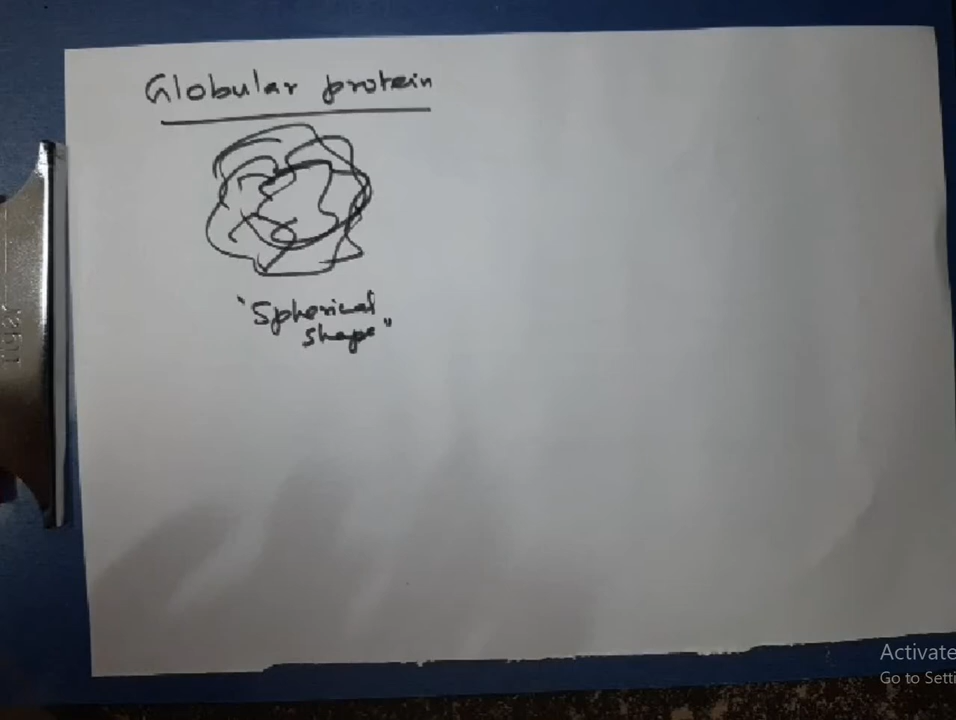 Globular protein
"Spherical
shape"
Activate
Go to Setti